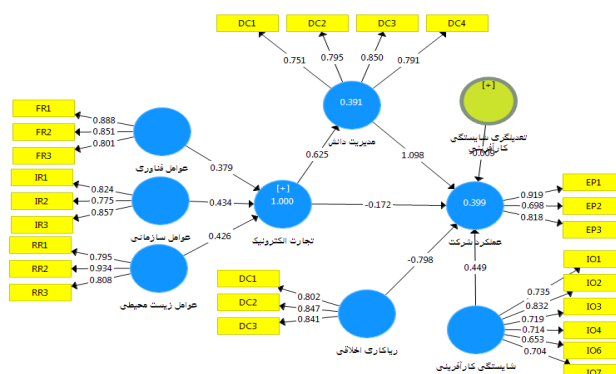 DC1
DC2
DC3
DC4
0.751
0.795
0.850
0.791
[+]
0.391
مدیریت دانش
تعدیلگری شایستگی
کارآفرینی
FR1
FR2
FR3
0.888
0.851
0.801
عوامل فناوری
0.379
0.625
1.098
-0.009
IR1
IR2
IR3
0.824
0.775
0.857
عوامل سازمانی
0.434
[+]
1.000
تجارت الکترونیک
-0.172
0.399
عملکرد شرکت
0.919
0.698
0.818
EP1
EP2
EP3
RR1
RR2
RR3
0.795
0.934
0.808
عوامل زیست محیطی
0.426
-0.798
0.449
DC1
DC2
DC3
0.802
0.847
0.841
ریاکاری اخلاقی
شایستگی کارآفرینی
0.735
0.832
0.719
0.714
0.653
0.704
IO1
IO2
IO3
IO4
IO6
IO7